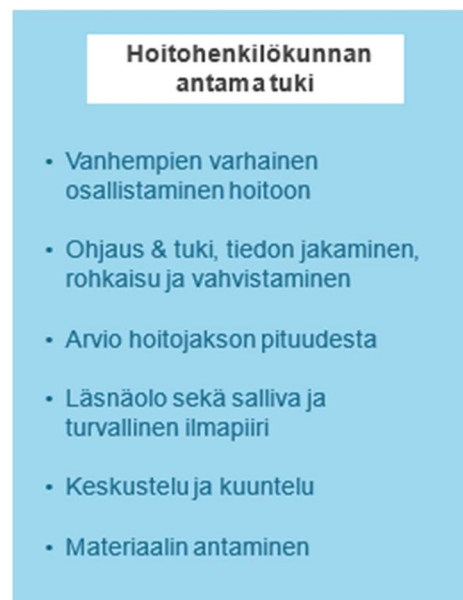 Hoitohenkilökunnan
antama tuki
• Vanhempien varhainen
osallistaminen hoitoon
• Ohjaus & tuki, tiedon jakaminen,
rohkaisu ja vahvistaminen
• Arvio hoitojakson pituudesta
• Läsnäolo sekä salliva ja
turvallinen ilmapiiri
• Keskustelu ja kuuntelu
• Materiaalin antaminen